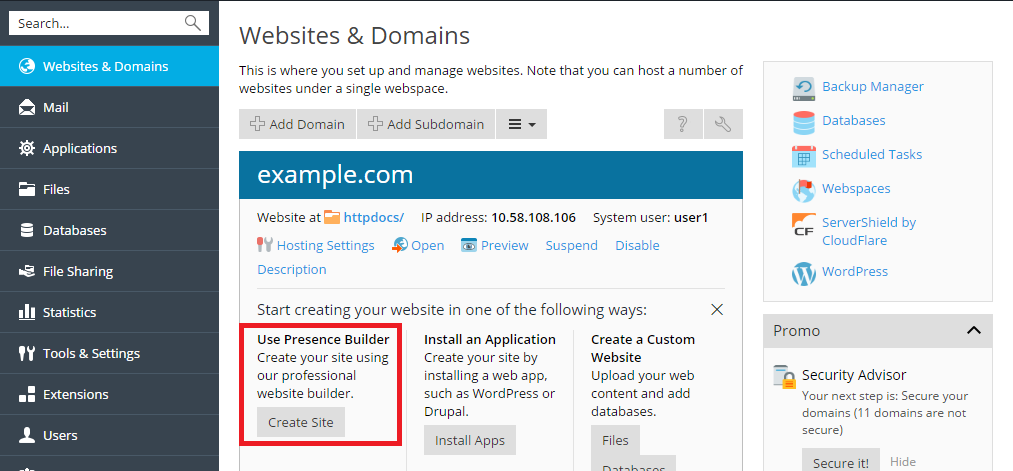 Search...
Websites & Domains
Mail
Applications
Files
Databases
File Sharing
Statistics
Tools & Settings
Extensions
Users
Websites & Domains
This is where you set up and manage websites. Note that you can host a number of
websites under a single webspace.
Add Domain
Add Subdomain
?
example.com
Website at httpdocs/ IP address: 10.58.108.106 System user: user1
Hosting Settings Open Preview Suspend Disable
Description
Start creating your website in one of the following ways:
Use Presence Builder
Create your site using
our professional
website builder.
Create Site
Install an Application
Create your site by
installing a web app,
such as WordPress or
Drupal.
Install Apps
Create a Custom
Website
Upload your web
content and add
databases.
Files
Databases
Backup Manager
Databases
Scheduled Tasks
Webspaces
CF
ServerShield by
CloudFlare
WordPress
Promo
Security Advisor
Your next step is: Secure your
domains (11 domains are not
secure)
Secure it! Hide